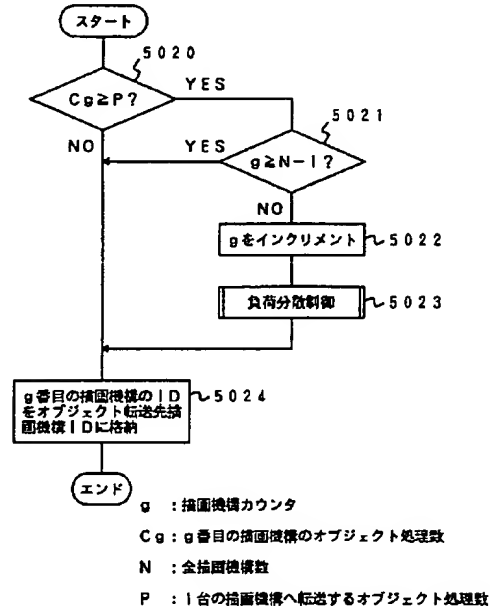 スタート
5020
Cg≧P?
YES
NO
5021
YES
g≧N-1?
NO
gをインクリメント
5022
負荷分散制御
5023
g番目の描画機構のID
をオブジェクト転送先描
画機構IDに格納
5024
エンド
g :描画機構カウンタ
Cg:g番目の描画機構のオブジェクト処理数
N :全描画機構数
P :1台の描画機構へ転送するオブジェクト処理数